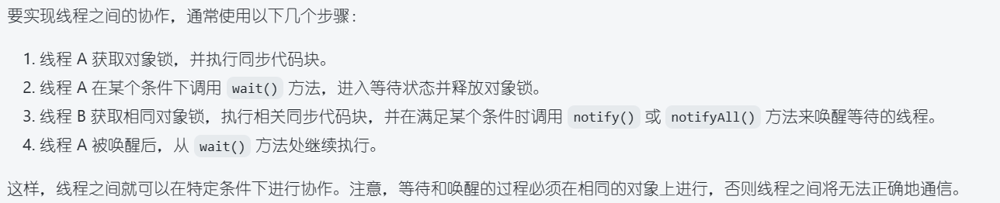 要实现线程之间的协作，通常使用以下几个步骤：
1. 线程 A 获取对象锁，并执行同步代码块。
2. 线程 A 在某个条件下调用 wait() 方法，进入等待状态并释放对象锁。
3. 线程 B 获取相同对象锁，执行相关同步代码块，并在满足某个条件时调用 notify() 或 notifyAll() 方法来唤醒等待的线程。
4. 线程 A 被唤醒后，从 wait() 方法处继续执行。
这样，线程之间就可以在特定条件下进行协作。注意，等待和唤醒的过程必须在相同的对象上进行，否则线程之间将无法正确地通信。